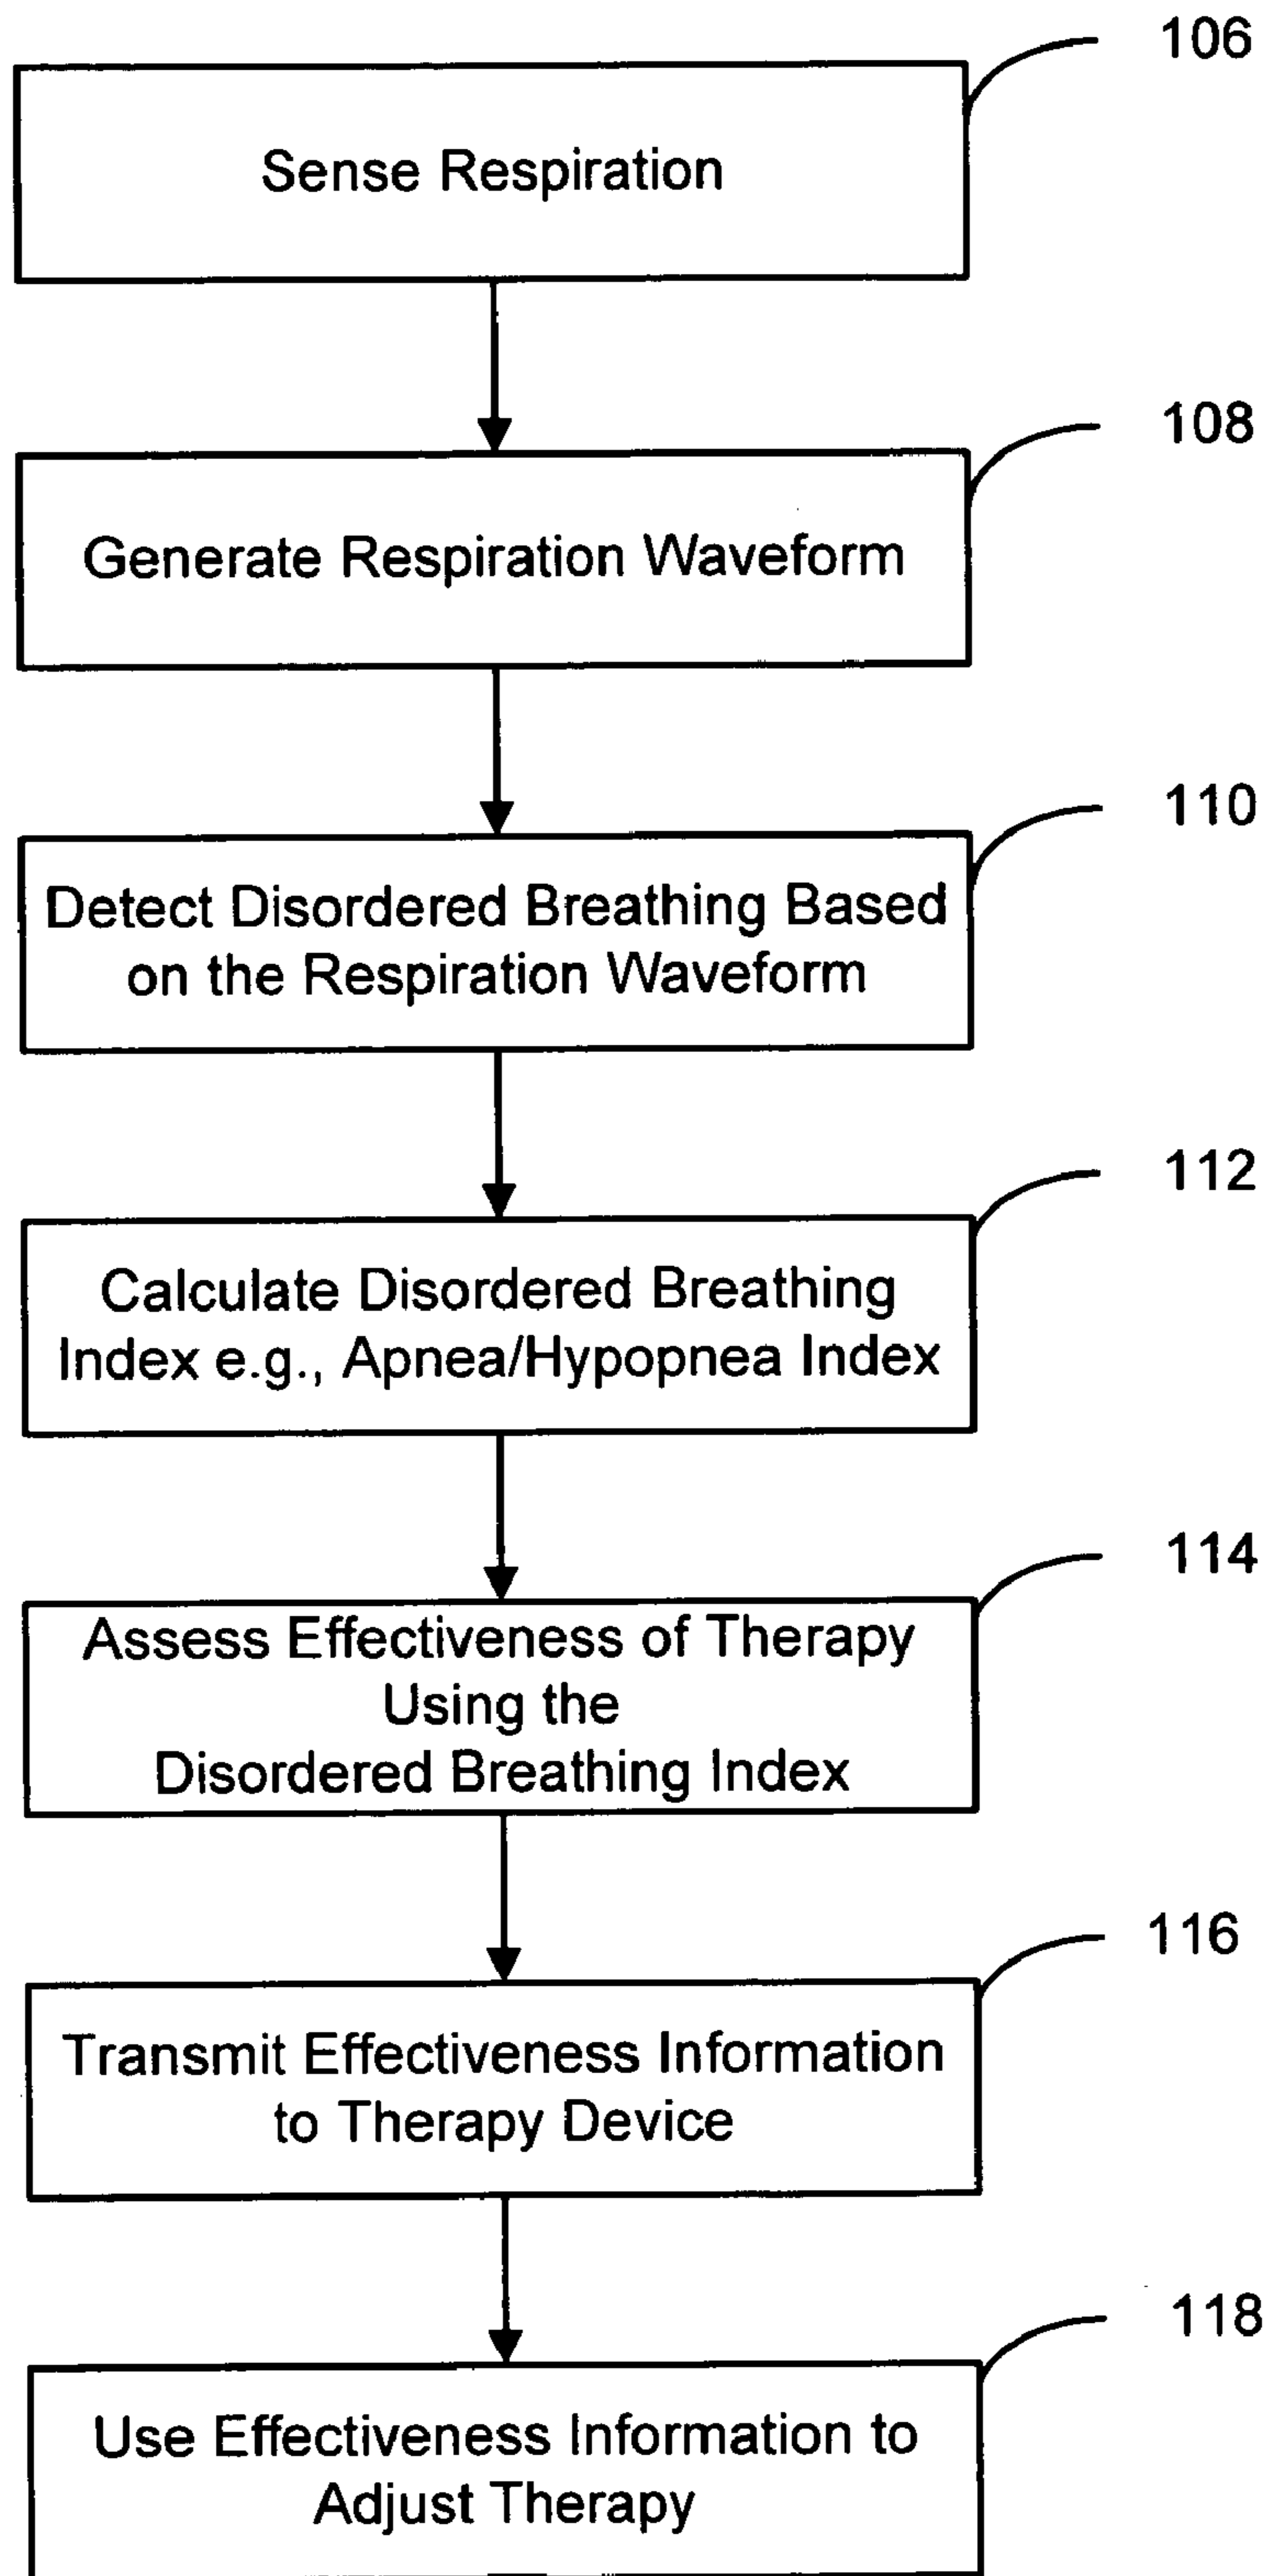 106
Sense Respiration
108
Generate Respiration Waveform
110
Detect Disordered Breathing Based
on the Respiration Waveform
112
Calculate Disordered Breathing
Index e.g., Apnea/Hypopnea Index
114
Assess Effectiveness of Therapy
Using the
Disordered Breathing Index
116
Transmit Effectiveness Information
to Therapy Device
118
Use Effectiveness Information to
Adjust Therapy